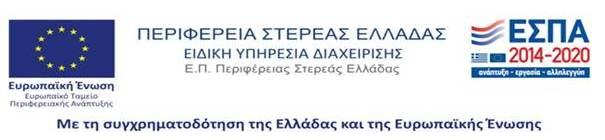 Ευρωπαϊκή Ένωση
Ευρωπαϊκό Ταμείο
Περιφερειακής Ανάπτυξης
ΠΕΡΙΦΕΡΕΙΑ ΣΤΕΡΕΑΣ ΕΛΛΑΔΑΣ
ΕΙΔΙΚΗ ΥΠΗΡΕΣΙΑ ΔΙΑΧΕΙΡΙΣΗΣ
Ε.Π. Περιφέρειας Στερεάς Ελλάδας
ΕΣΠΑ
2014-2020
ανάπτυξη - εργασία - αλληλεγγύη
Με τη συγχρηματοδότηση της Ελλάδας και της Ευρωπαϊκής Ένωσης